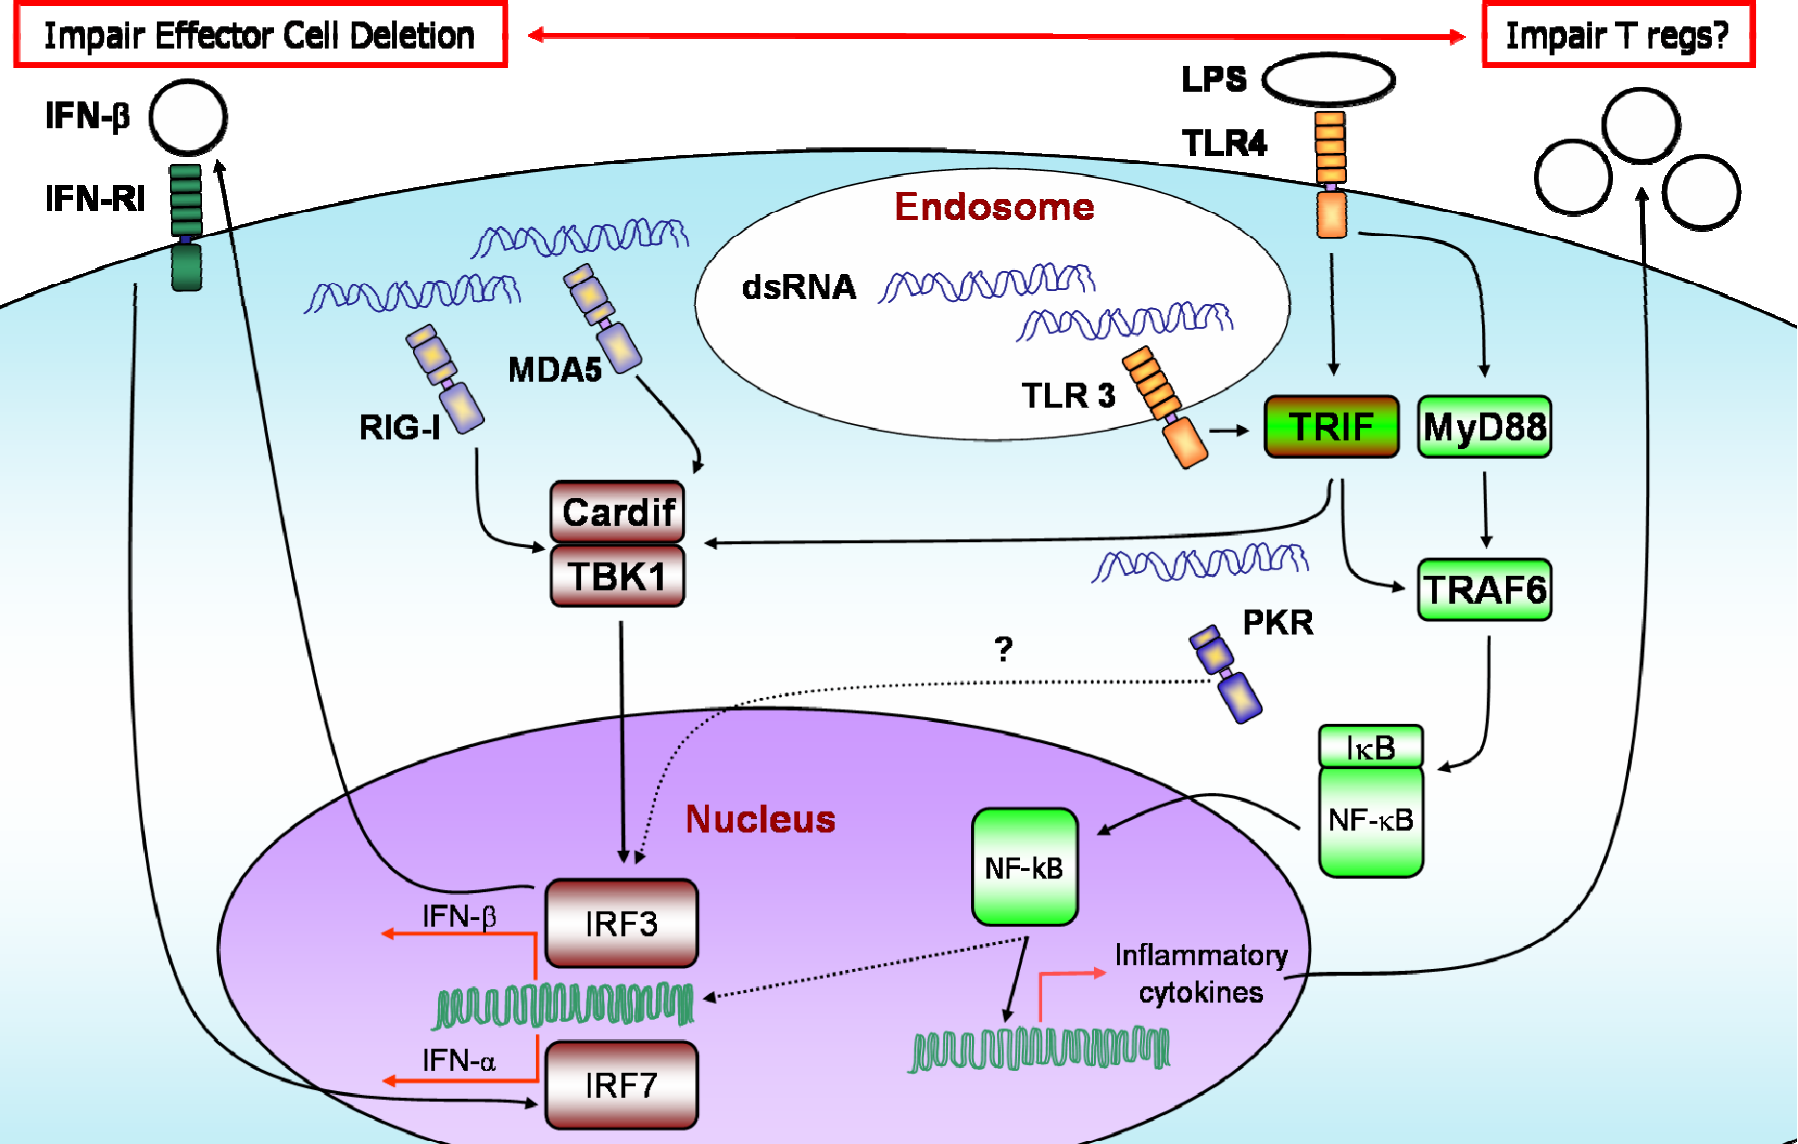 Impair Effector Cell Deletion
Impair T regs?
IFN-β
LPS
TLR4
IFN-RI
Endosome
dsRNA
MDA5
TLR 3
RIG-I
TRIF
MyD88
Cardif
TBK1
TRAF6
PKR
?
IκB
NF-κB
Nucleus
NF-kB
IFN-β
IRF3
Inflammatory
cytokines
IFN-α
IRF7